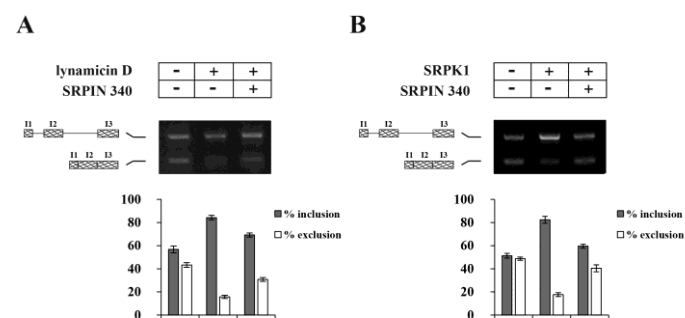 A
lynamicin D - + +
SRPIN 340 - - +
I1 I2 I3
I1 I2 I3
100
80
60
40
20
0
% inclusion
% exclusion
B
SRPK1 - + +
SRPIN 340 - - +
I1 I2 I3
I1 I2 I3
100
80
60
40
20
0
% inclusion
% exclusion